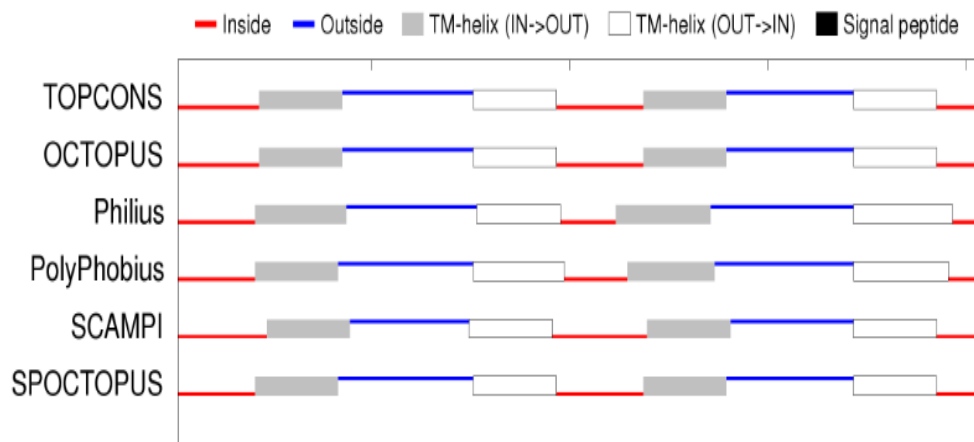 Inside Outside TM-helix (IN->OUT) TM-helix (OUT->IN) Signal peptide
TOPCONS
OCTOPUS
Philius
PolyPhobius
SCAMPI
SPOCTOPUS